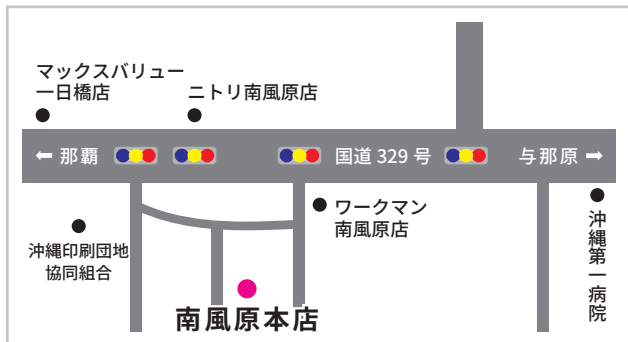 マックスバリュー
一日橋店
ニトリ南風原店
← 那覇
国道 329 号
与那原 →
ワークマン
南風原店
沖縄印刷団地
協同組合
沖縄第一病院
南風原本店